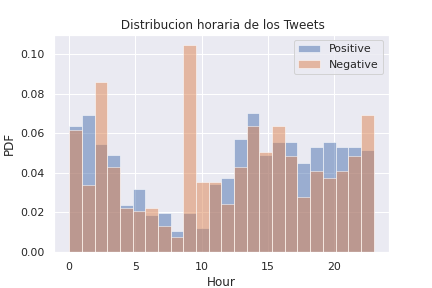 Distribucion horaria de los Tweets
Positive
Negative
PDF
0.10
0.08
0.06
0.04
0.02
0.00
0 5 10 15 20
Hour